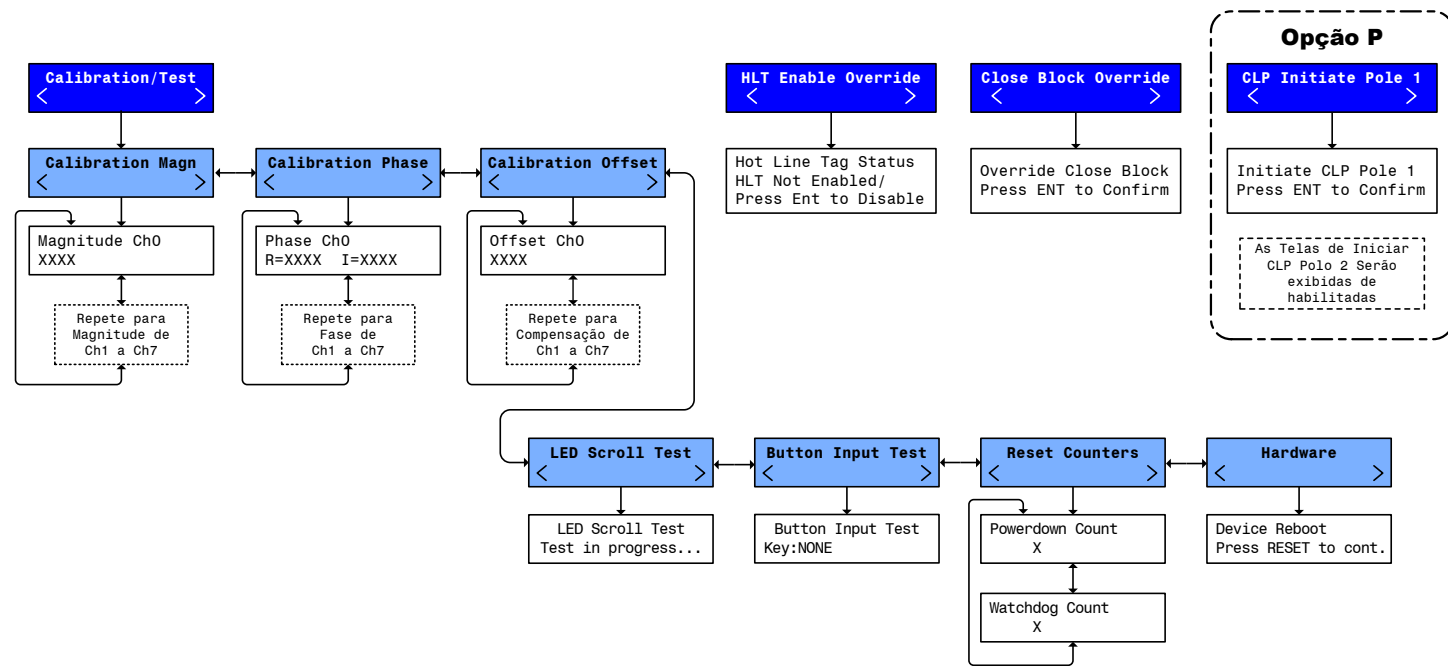 Opção P
Calibration/Test
< >
HLT Enable Override
< >
Close Block Override
< >
CLP Initiate Pole 1
< >
Calibration Magn
< >
Calibration Phase
< >
Calibration Offset
< >
Hot Line Tag Status
HLT Not Enabled/
Press Ent to Disable
Override Close Block
Press ENT to Confirm
Initiate CLP Pole 1
Press ENT to Confirm
Magnitude Ch0
XXXX
Phase Ch0
R=XXXX I=XXXX
Offset Ch0
XXXX
As Telas de Iniciar
CLP Polo 2 Serão
exibidas de
habilitadas
Repete para
Magnitude de
Ch1 a Ch7
Repete para
Fase de
Ch1 a Ch7
Repete para
Compensação de
Ch1 a Ch7
LED Scroll Test
< >
Button Input Test
< >
Reset Counters
< >
Hardware
< >
LED Scroll Test
Test in progress...
Button Input Test
Key:NONE
Powerdown Count
X
Device Reboot
Press RESET to cont.
Watchdog Count
X